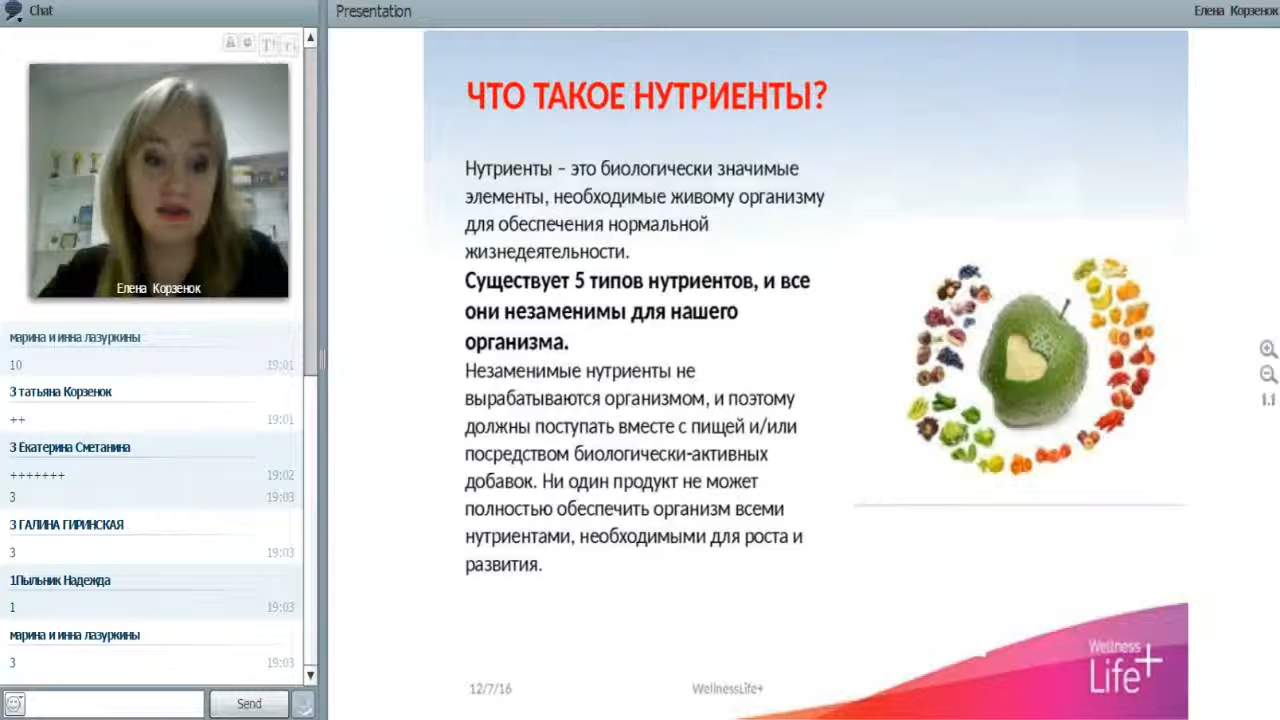 Chat
Елена Корзенок
марина и инна лазуркины
10 19:01
3 татьяна Корзенок
++ 19:01
3 Екатерина Сметанина
+++++++ 19:02
3 19:03
3 ГАЛИНА ГИРИНСКАЯ
3 19:03
1Пыльник Надежда
1 19:03
марина и инна лазуркины
3 19:03
Send
Presentation
Елена Корзенок
ЧТО ТАКОЕ НУТРИЕНТЫ?
Нутриенты – это биологически значимые
элементы, необходимые живому организму
для обеспечения нормальной
жизнедеятельности.
Существует 5 типов нутриентов, и все
они незаменимы для нашего
организма.
Незаменимые нутриенты не
вырабатываются организмом, и поэтому
должны поступать вместе с пищей и/или
посредством биологически-активных
добавок. Ни один продукт не может
полностью обеспечить организм всеми
нутриентами, необходимыми для роста и
развития.
12/7/16
WellnessLife+
Wellness
Life+
1.1